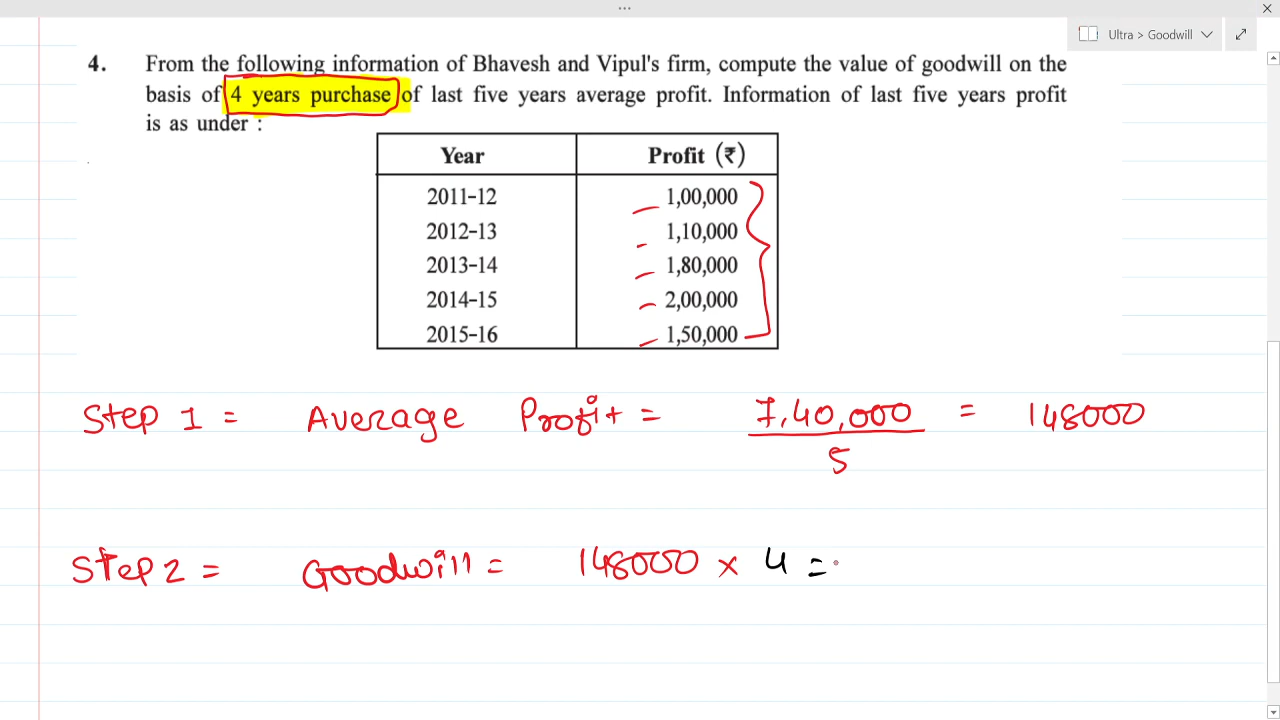 Ultra > Goodwill
4. From the following information of Bhavesh and Vipul's firm, compute the value of goodwill on the
basis of 4 years purchase of last five years average profit. Information of last five years profit
is as under :
Year Profit (₹)
2011–12 1,00,000
2012–13 1,10,000
2013–14 1,80,000
2014–15 2,00,000
2015–16 1,50,000
Step 1 = Average Profit = 7,40,000 = 148000
5
Step 2 = Goodwill = 148000 × 4 =